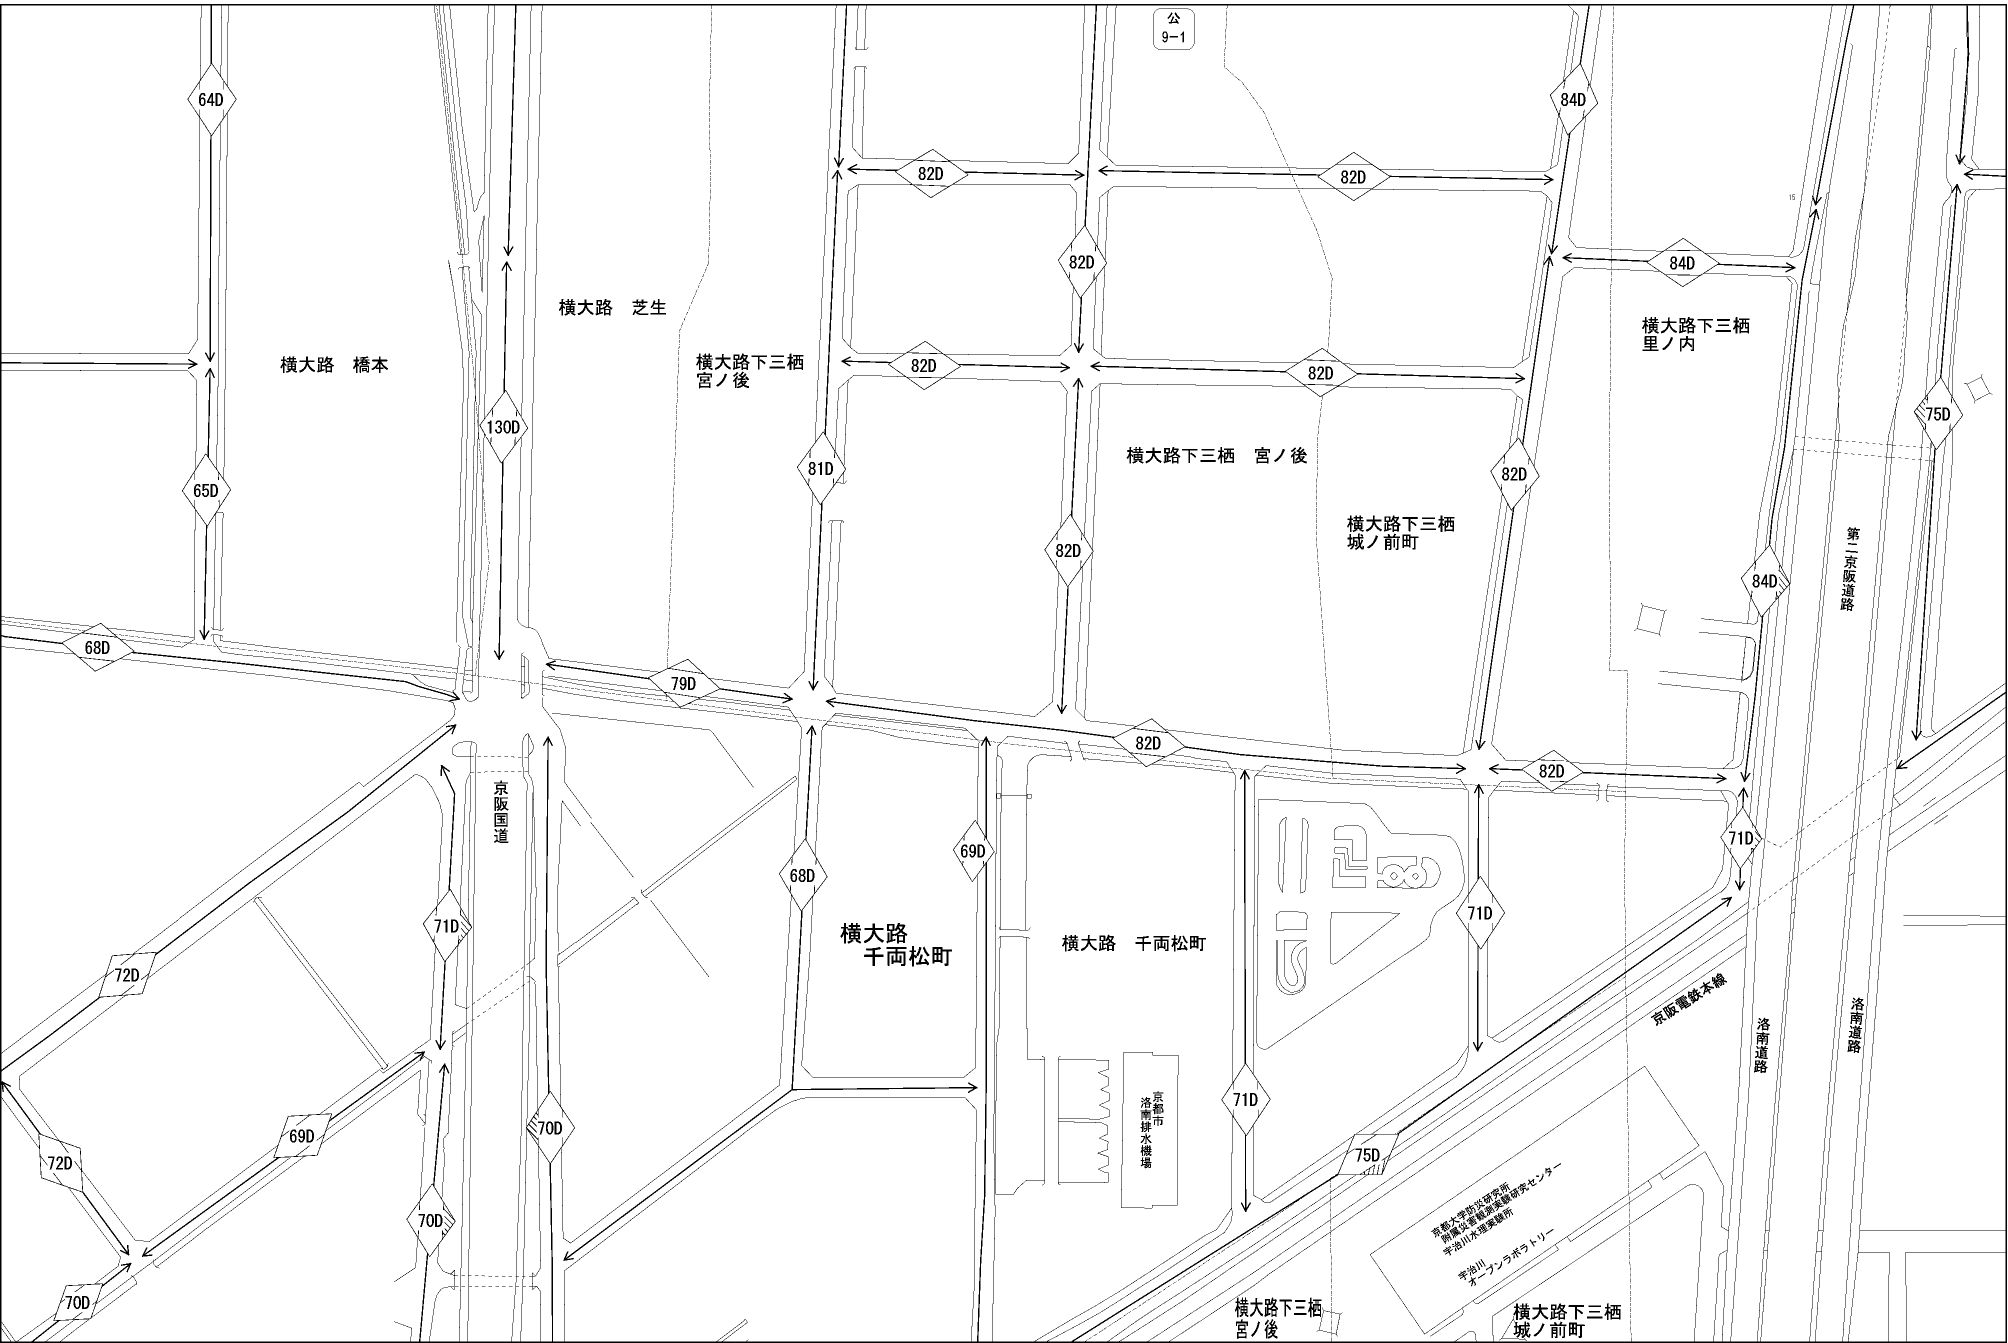 公
9-1
64D
84D
82D
82D
15
82D
84D
横大路 芝生
横大路下三栖
里ノ内
横大路 橋本
横大路下三栖
宮ノ後
82D
82D
75D
130D
横大路下三栖 宮ノ後
81D
82D
65D
横大路下三栖
城ノ前町
82D
第二京阪道路
84D
68D
79D
82D
82D
京阪国道
71D
69D
68D
71D
71D
横大路
千両松町
横大路 千両松町
72D
京阪電鉄本線
洛南道路
洛南道路
71D
京都市
洛南排水機場
70D
69D
72D
75D
70D
京都大学防災研究所
附属災害観測実験研究センター
宇治川水理実験所
宇治川
オープンラボラトリー
70D
横大路下三栖
宮ノ後
横大路下三栖
城ノ前町